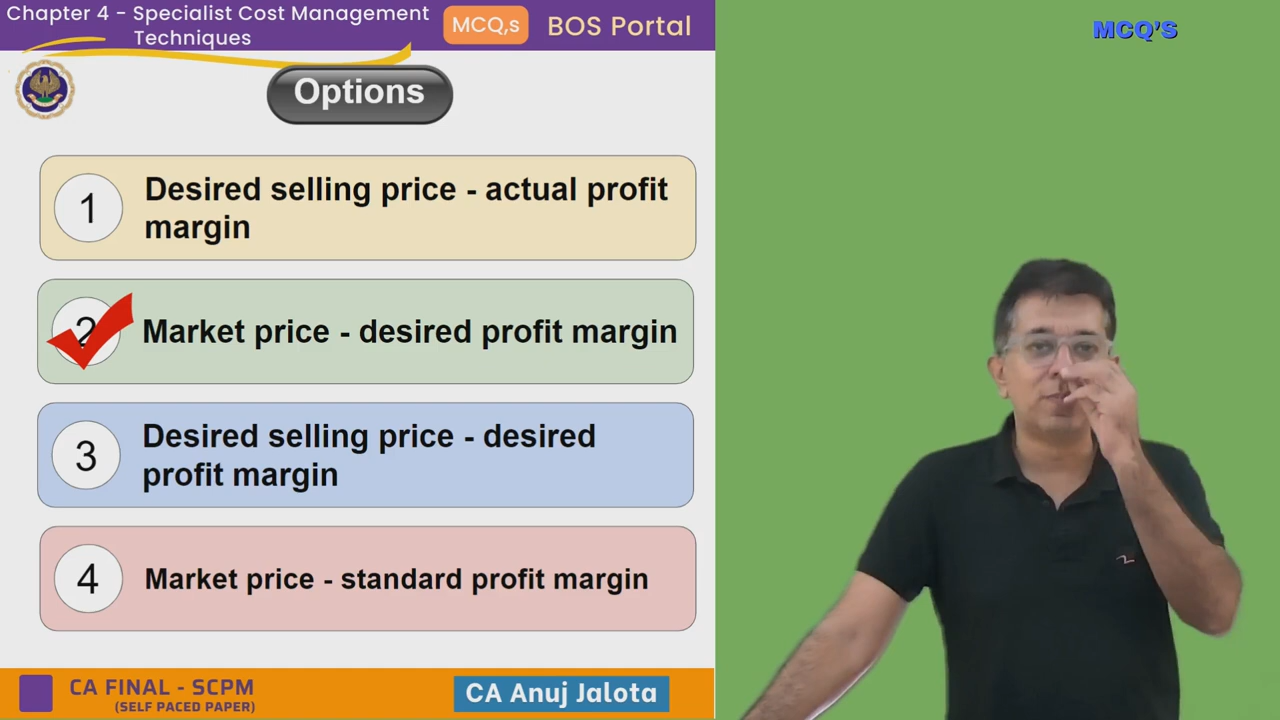 Chapter 4 - Specialist Cost Management
Techniques
MCQ,s
BOS Portal
MCQ'S
Options
1
Desired selling price - actual profit
margin
2
Market price - desired profit margin
3
Desired selling price - desired
profit margin
4
Market price - standard profit margin
CA FINAL - SCPM
(SELF PACED PAPER)
CA Anuj Jalota